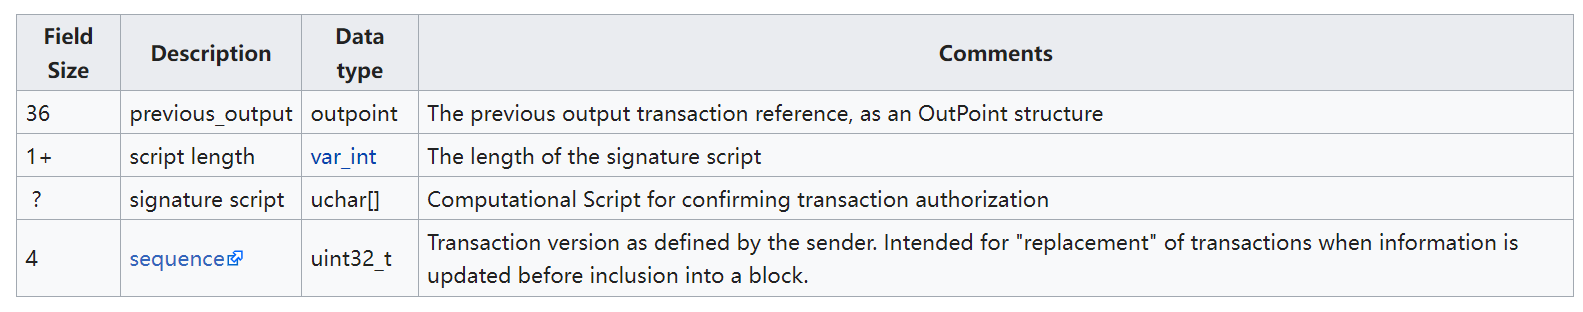 Field Size Description Data type Comments
36 previous_output outpoint The previous output transaction reference, as an OutPoint structure
1+ script length var_int The length of the signature script
? signature script uchar[] Computational Script for confirming transaction authorization
4 sequence uint32_t Transaction version as defined by the sender. Intended for "replacement" of transactions when information is
updated before inclusion into a block.